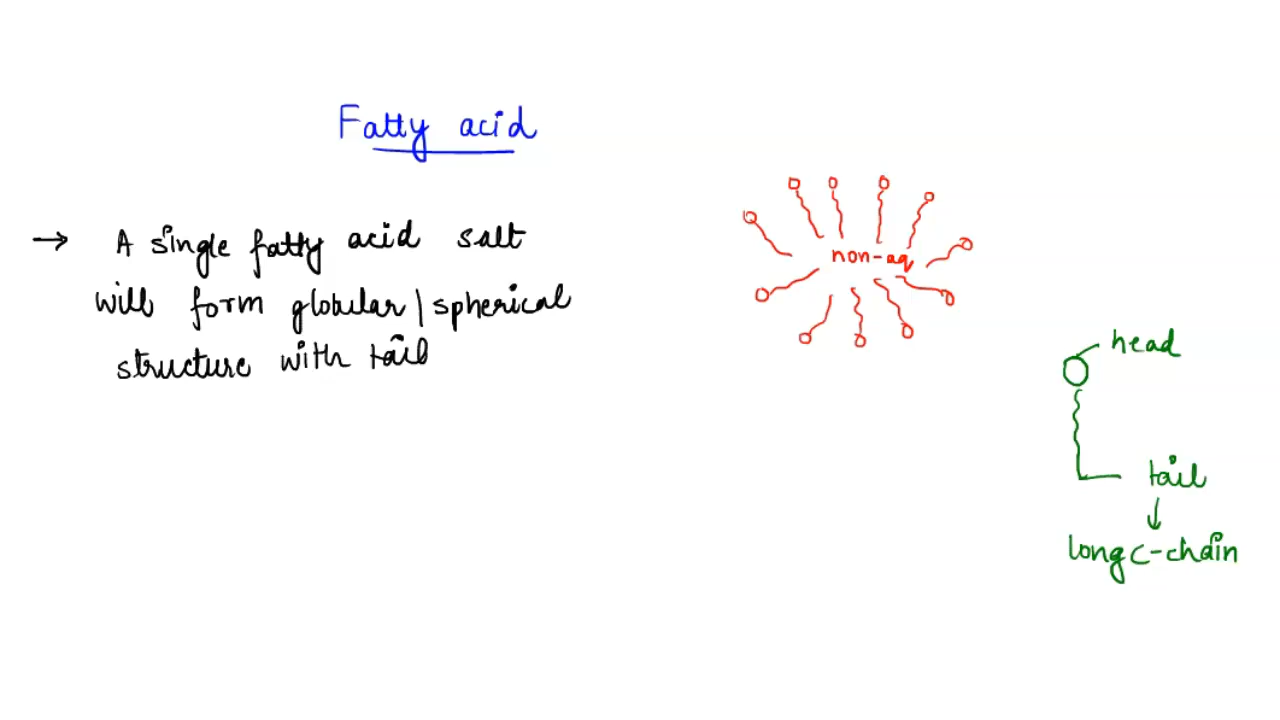 Fatty acid
→ A single fatty acid salt
will form globular/spherical
structure with tail
non-aq
head
tail
↓
long c-chain